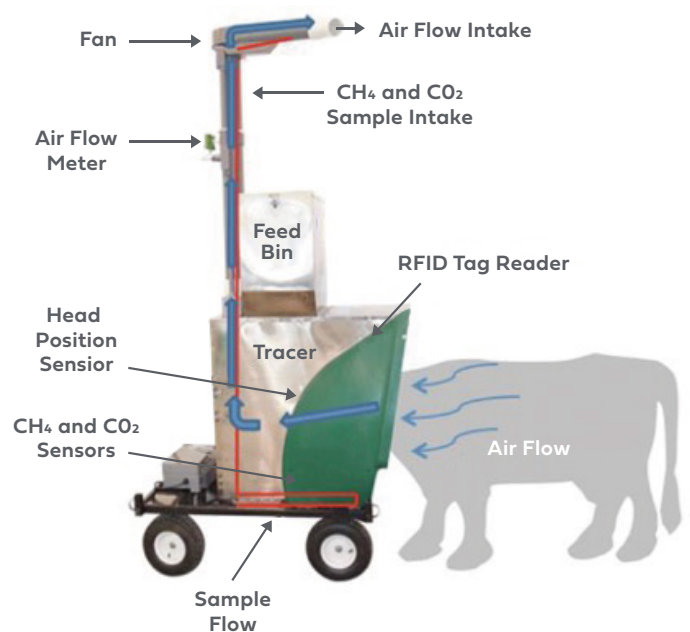 Fan
Air Flow Intake
CH₄ and C0₂
Sample Intake
Air Flow
Meter
Feed
Bin
RFID Tag Reader
Head
Position
Sensior
Tracer
CH₄ and C0₂
Sensors
Air Flow
Sample
Flow